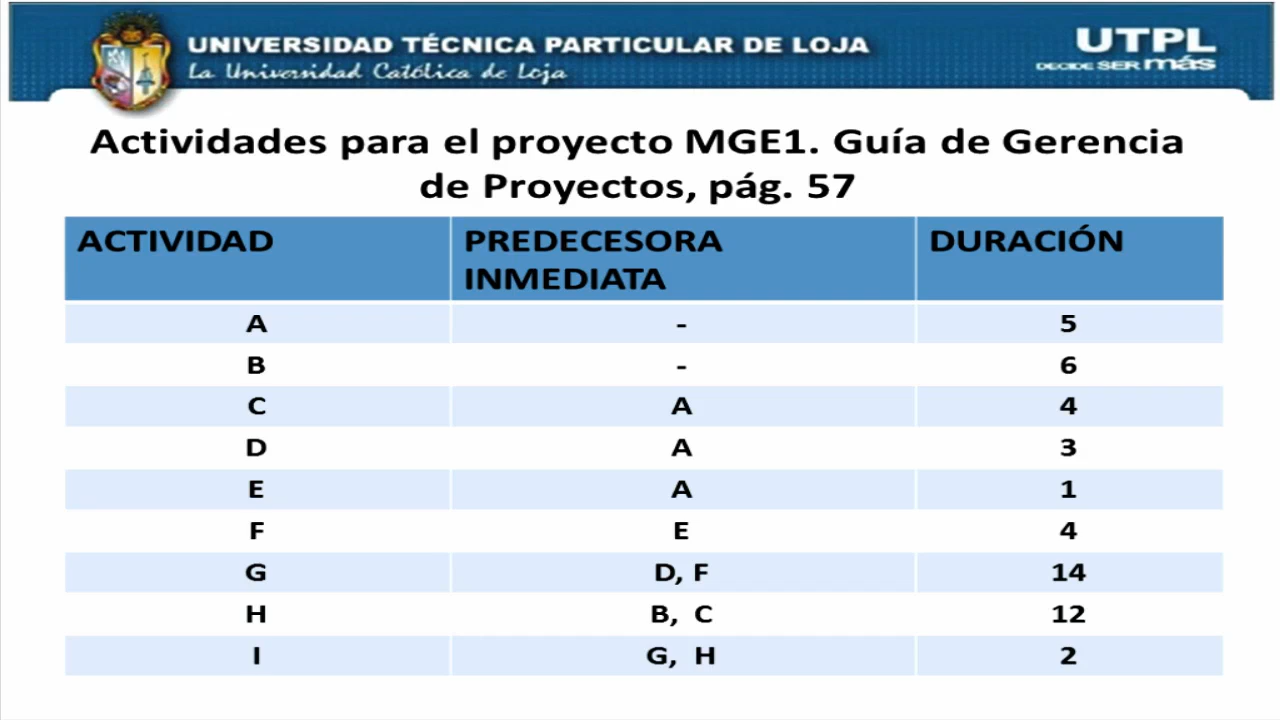 UNIVERSIDAD TÉCNICA PARTICULAR DE LOJA
La Universidad Católica de Loja
UTPL
DECIDE SER más
Actividades para el proyecto MGE1. Guía de Gerencia
de Proyectos, pág. 57
ACTIVIDAD PREDECESORA INMEDIATA DURACIÓN
A - 5
B - 6
C A 4
D A 3
E A 1
F E 4
G D, F 14
H B, C 12
I G, H 2